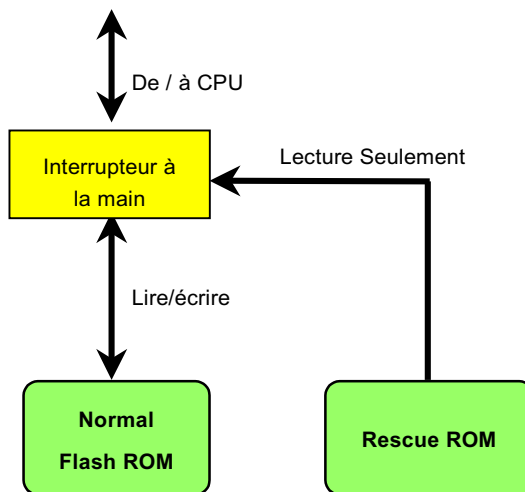 De / à CPU
Interrupteur à
la main
Lecture Seulement
Lire/écrire
Normal
Flash ROM
Rescue ROM